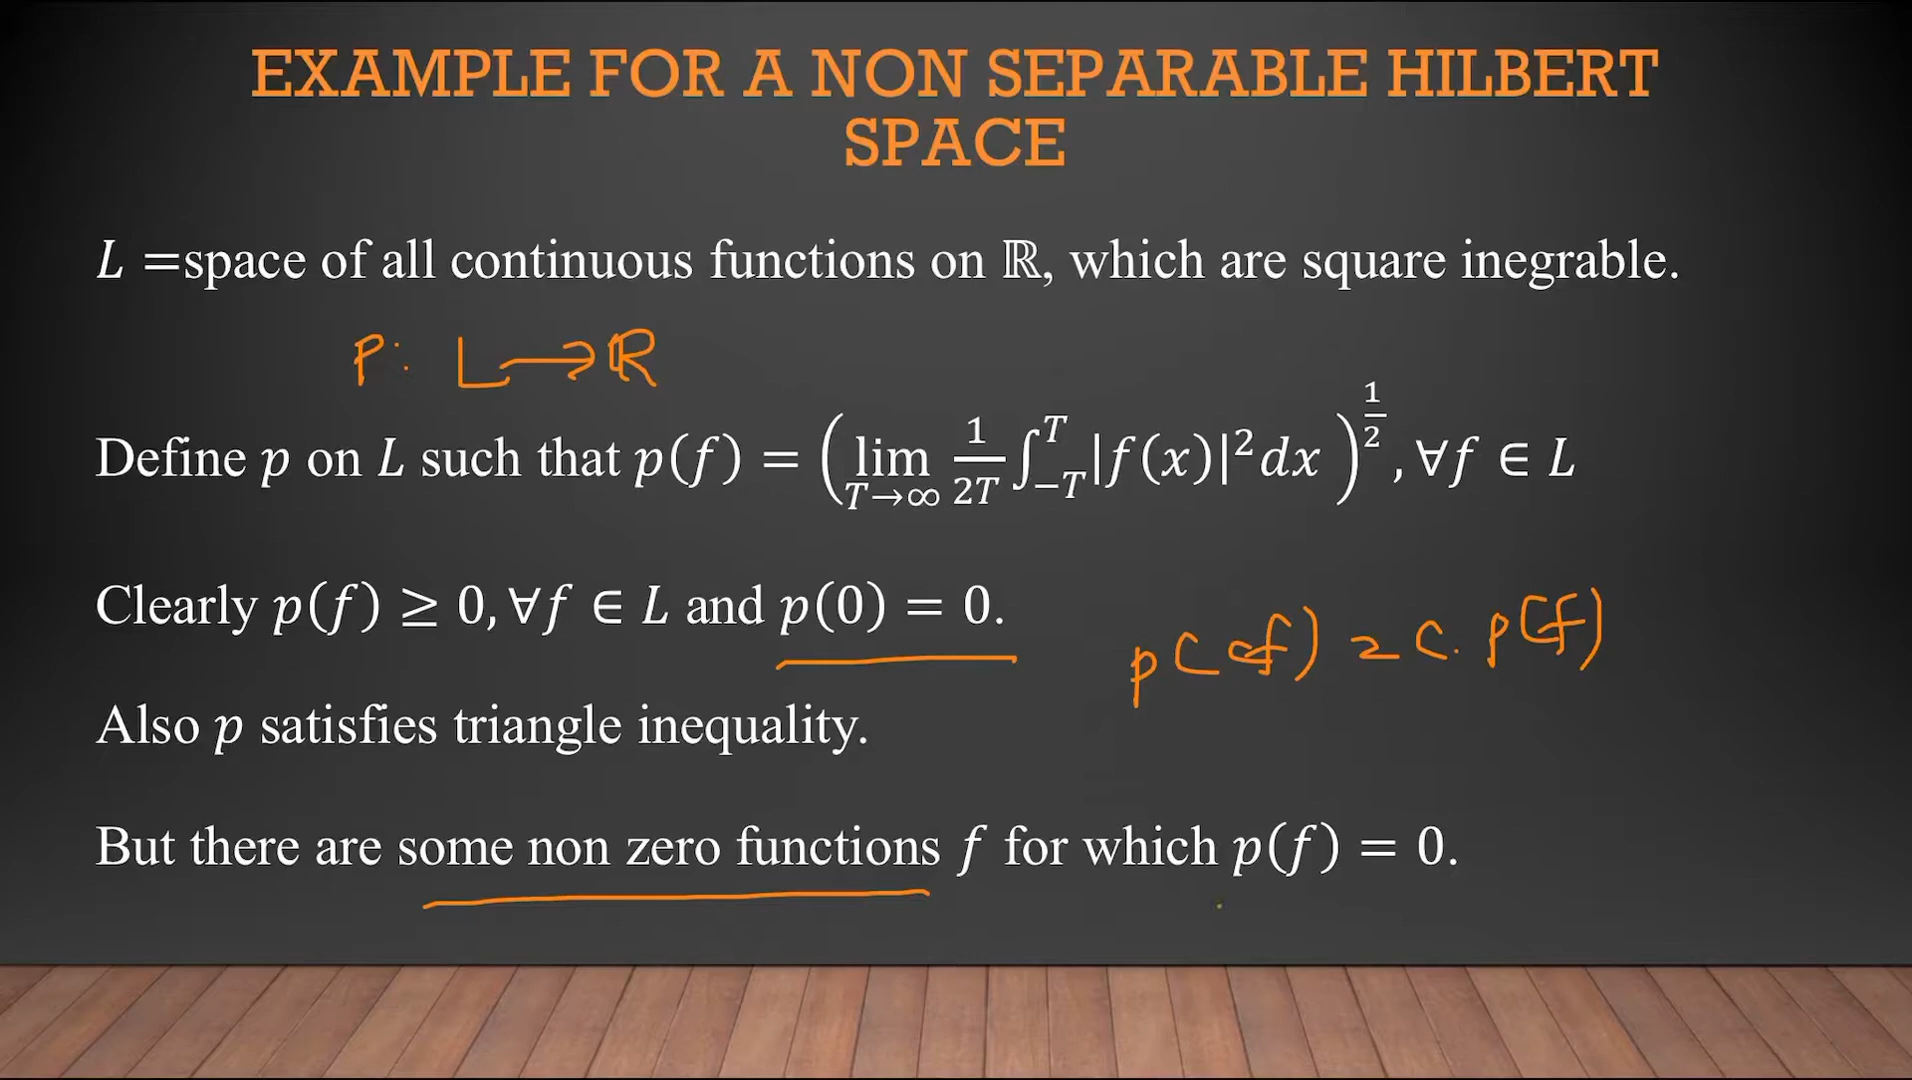 EXAMPLE FOR A NON SEPARABLE HILBERT
SPACE
L =space of all continuous functions on ℝ, which are square inegrable.
P: L → ℝ
Define p on L such that p(f) = (lim_{T→∞} 1/2T ∫_{−T}^{T} |f(x)|² dx)^{1/2}, ∀f ∈ L
Clearly p(f) ≥ 0, ∀f ∈ L and p(0) = 0.
p(cf) = c. p(f)
Also p satisfies triangle inequality.
But there are some non zero functions f for which p(f) = 0.